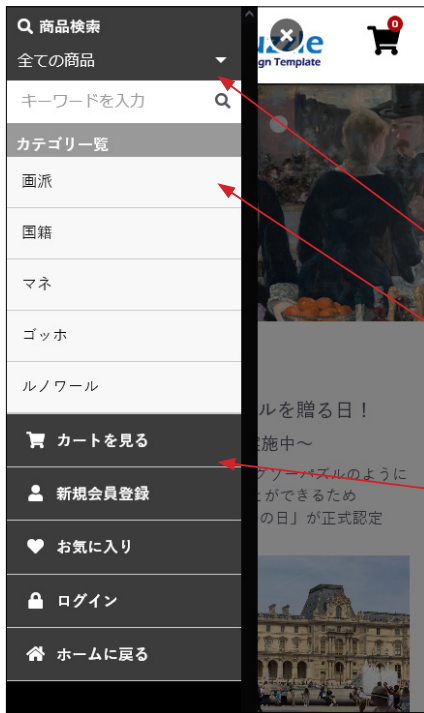 商品検索
全ての商品
キーワードを入力
カテゴリ一覧
画派
国籍
マネ
ゴッホ
ルノワール
カートを見る
新規会員登録
お気に入り
ログイン
ホームに戻る
gn Template
0
ルを贈る日！
施中～
グソーパズルのように
とができるため
の日」が正式認定